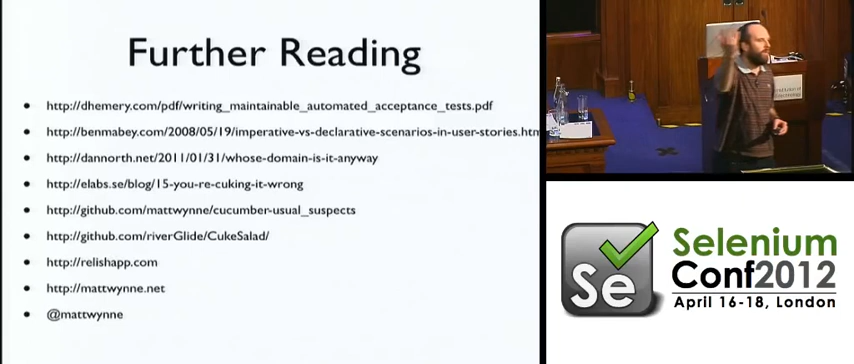 Further Reading
http://dhemery.com/pdf/writing_maintainable_automated_acceptance_tests.pdf
http://benmabey.com/2008/05/19/imperative-vs-declarative-scenarios-in-user-stories.htm
http://dannorth.net/2011/01/31/whose-domain-is-it-anyway
http://elabs.se/blog/15-you-re-cuking-it-wrong
http://github.com/mattwynne/cucumber-usual_suspects
http://github.com/riverGlide/CukeSalad/
http://relishapp.com
http://mattwynne.net
@mattwynne
Se
Selenium
Conf2012
April 16-18, London